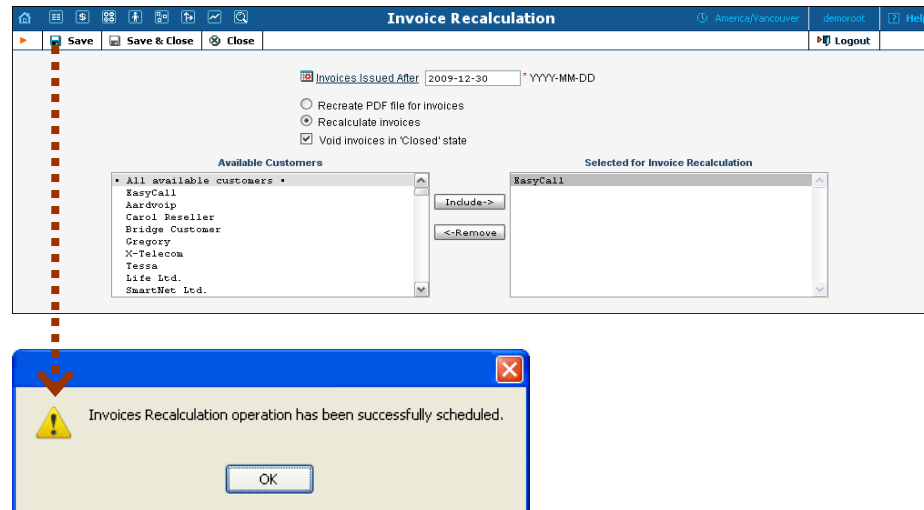 Invoice Recalculation
America/Vancouver
demoroot
? Help
Save
Save & Close
Close
Logout
Invoices Issued After 2009-12-30 * YYYY-MM-DD
Recreate PDF file for invoices
Recalculate invoices
Void invoices in 'Closed' state
Available Customers
Selected for Invoice Recalculation
• All available customers •
EasyCall
Aardvoip
Carol Reseller
Bridge Customer
Gregory
X-Telecom
Tessa
Life Ltd.
SmartNet Ltd.
Include->
<-Remove
EasyCall
Invoices Recalculation operation has been successfully scheduled.
OK